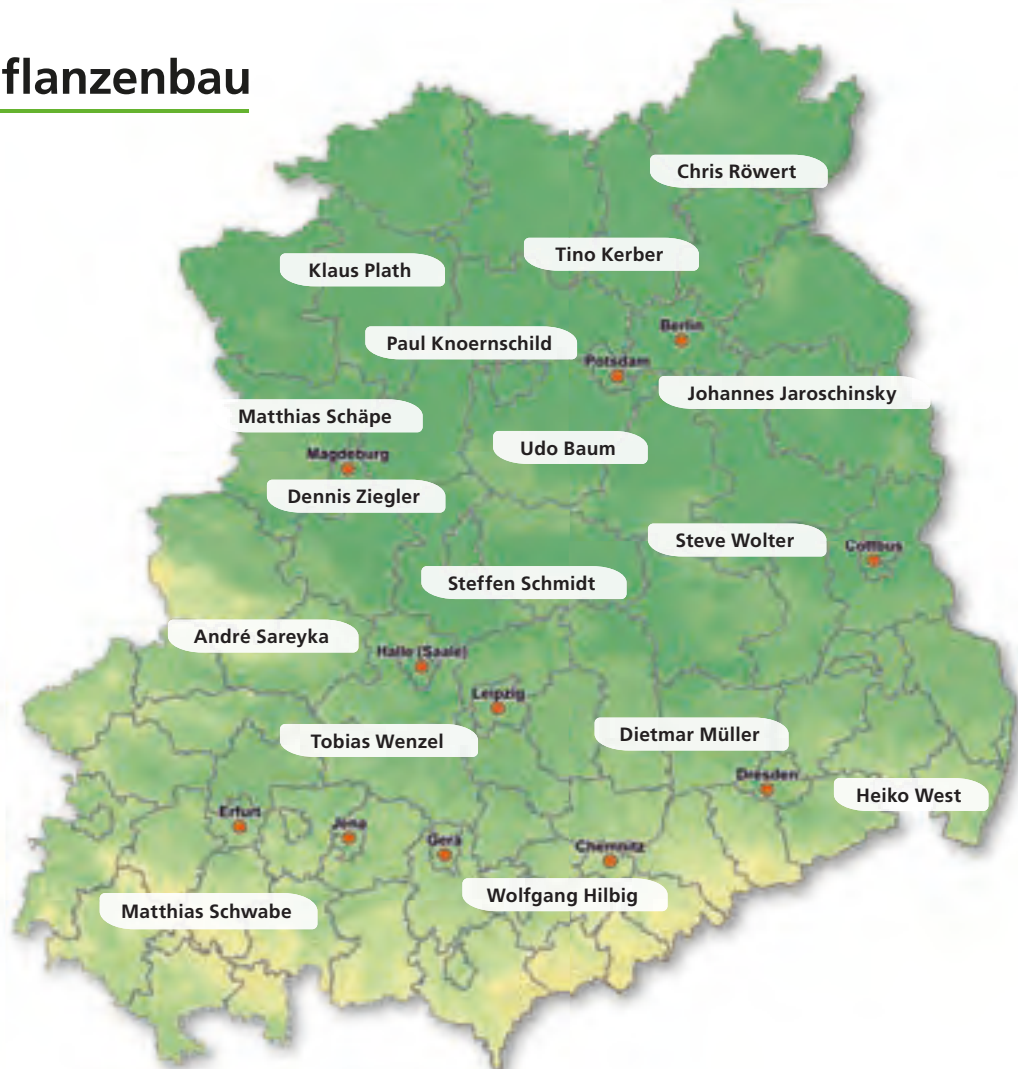 flanzenbau
Chris Röwert
Tino Kerber
Klaus Plath
Berlin
Paul Knoernschild
Potsdam
Johannes Jaroschinsky
Matthias Schäpe
Udo Baum
Magdeburg
Dennis Ziegler
Steve Wolter
Cottbus
Steffen Schmidt
André Sareyka
Halle (Saale)
Leipzig
Dietmar Müller
Tobias Wenzel
Dresden
Heiko West
Erfurt
Jena
Gera
Chemnitz
Wolfgang Hilbig
Matthias Schwabe